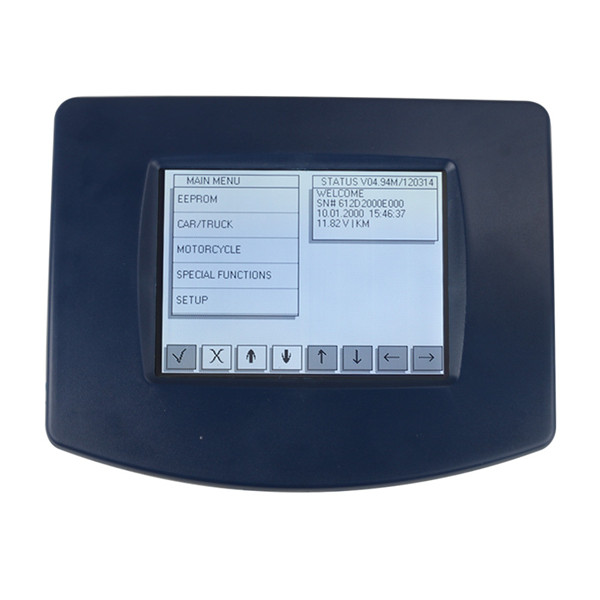 MAIN MENU
EEPROM
CAR/TRUCK
MOTORCYCLE
SPECIAL FUNCTIONS
SETUP
STATUS V04.94M/120314
WELCOME
SN# 612D2000E000
10.01.2000 15:46:37
11.82 V | KM